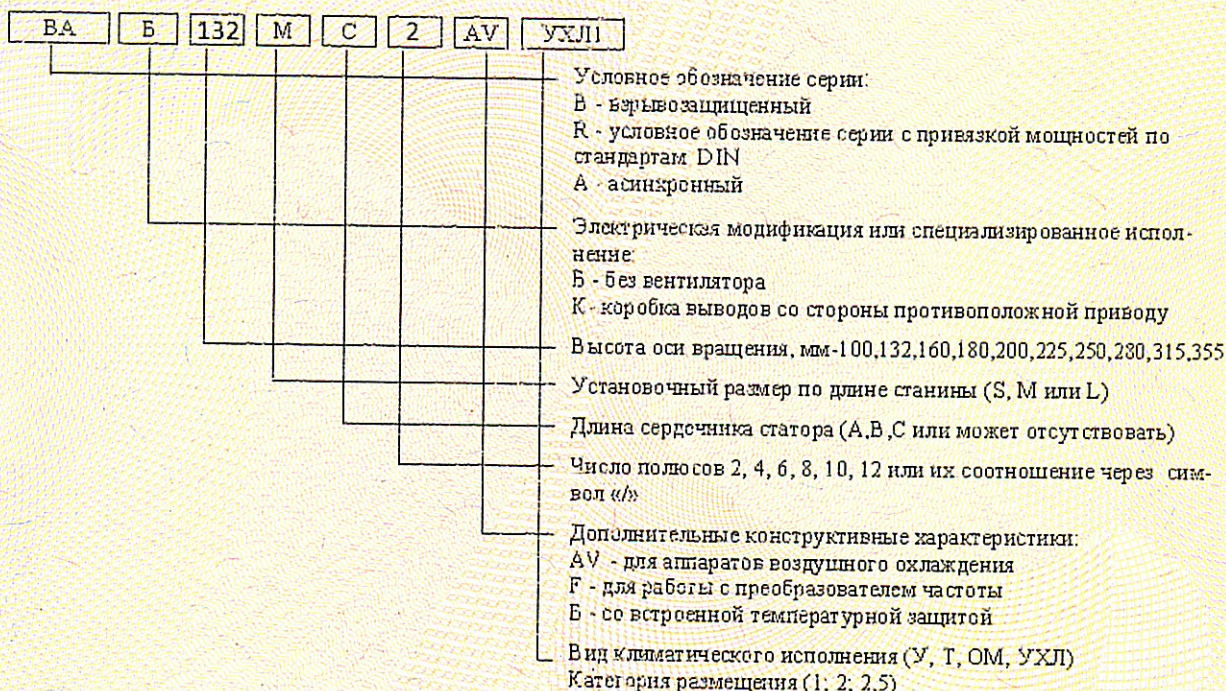 ВА Б 132 М С 2 AV УХЛ1
Условное обозначение серии:
В - взрывозащищенный
R - условное обозначение серии с привязкой мощностей по
стандартам DIN
А - асинхронный
Электрическая модификация или специализированное испол-
нение:
Б - без вентилятора
К - коробка выводов со стороны противоположной приводу
Высота оси вращения, мм-100,132,160,180,200,225,250,280,315,355
Установочный размер по длине станины (S, M или L)
Длина сердечника статора (А,В,С или может отсутствовать)
Число полюсов 2, 4, 6, 8, 10, 12 или их соотношение через сим-
вол «/»
Дополнительные конструктивные характеристики:
AV - для аппаратов воздушного охлаждения
F - для работы с преобразователем частоты
Б - со встроенной температурной защитой
Вид климатического исполнения (У, Т, ОМ, УХЛ)
Категория размещения (1; 2; 2,5)